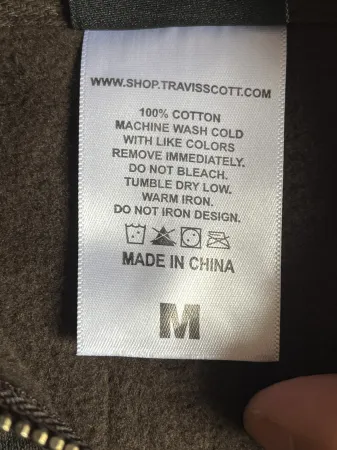 WWW.SHOP.TRAVISSCOTT.COM
100% COTTON
MACHINE WASH COLD
WITH LIKE COLORS
REMOVE IMMEDIATELY.
DO NOT BLEACH.
TUMBLE DRY LOW.
WARM IRON.
DO NOT IRON DESIGN.
MADE IN CHINA
M